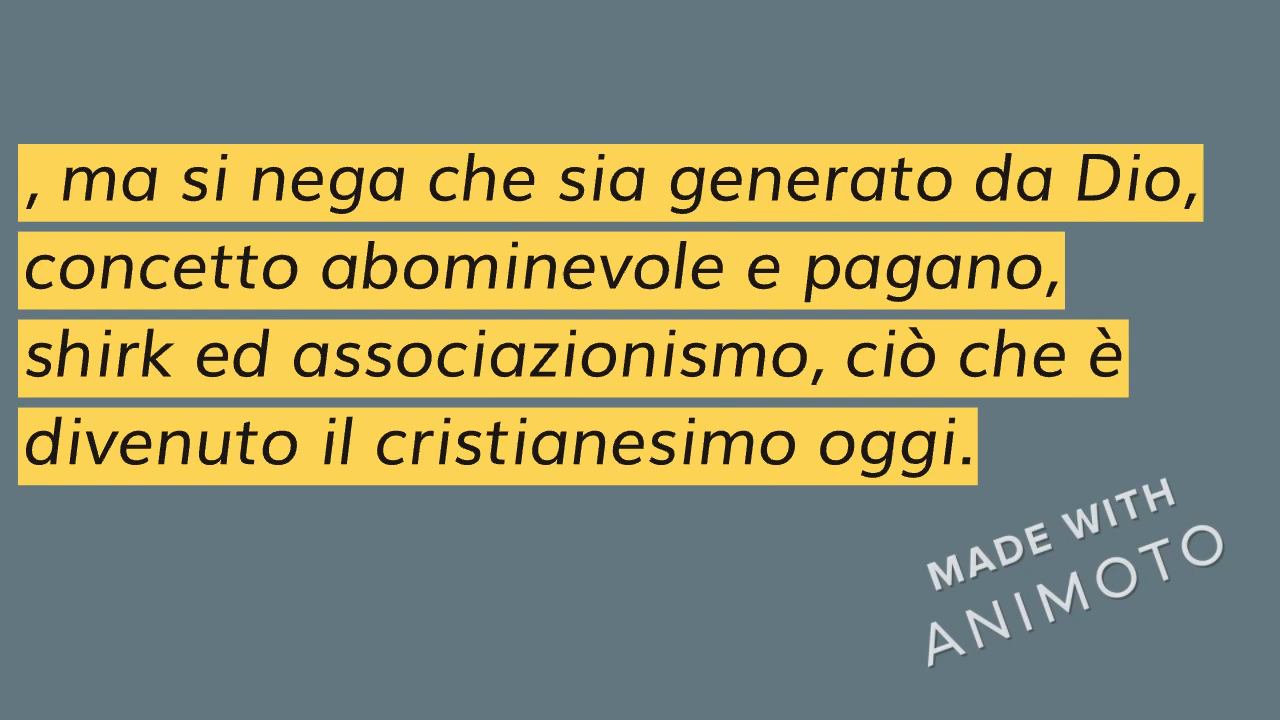 , ma si nega che sia generato da Dio,
concetto abominevole e pagano,
shirk ed associazionismo, ciò che è
divenuto il cristianesimo oggi.
MADE WITH
ANIMOTO